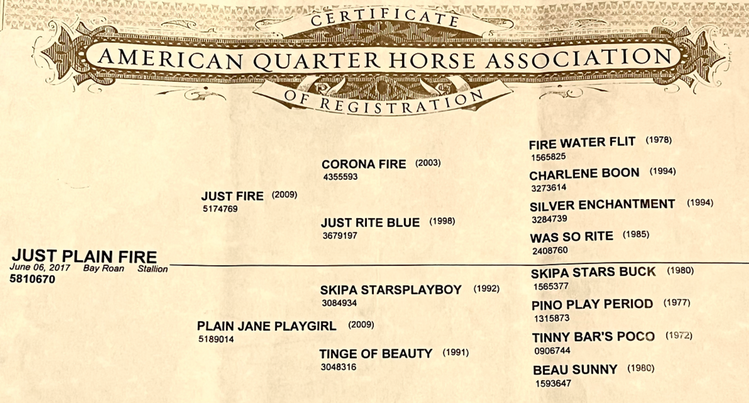 CERTIFICATE
AMERICAN QUARTER HORSE ASSOCIATION
OF REGISTRATION
FIRE WATER FLIT (1978)
1565825
CORONA FIRE (2003)
4355593
CHARLENE BOON (1994)
3273614
JUST FIRE (2009)
5174769
SILVER ENCHANTMENT (1994)
3284739
JUST RITE BLUE (1998)
3679197
WAS SO RITE (1985)
2408760
JUST PLAIN FIRE
June 06, 2017 Bay Roan Stallion
5810670
SKIPA STARS BUCK (1980)
1565377
SKIPA STARSPLAYBOY (1992)
3084934
PINO PLAY PERIOD (1977)
1315873
PLAIN JANE PLAYGIRL (2009)
5189014
TINNY BAR'S POCO (1972)
0906744
TINGE OF BEAUTY (1991)
3048316
BEAU SUNNY (1980)
1593647